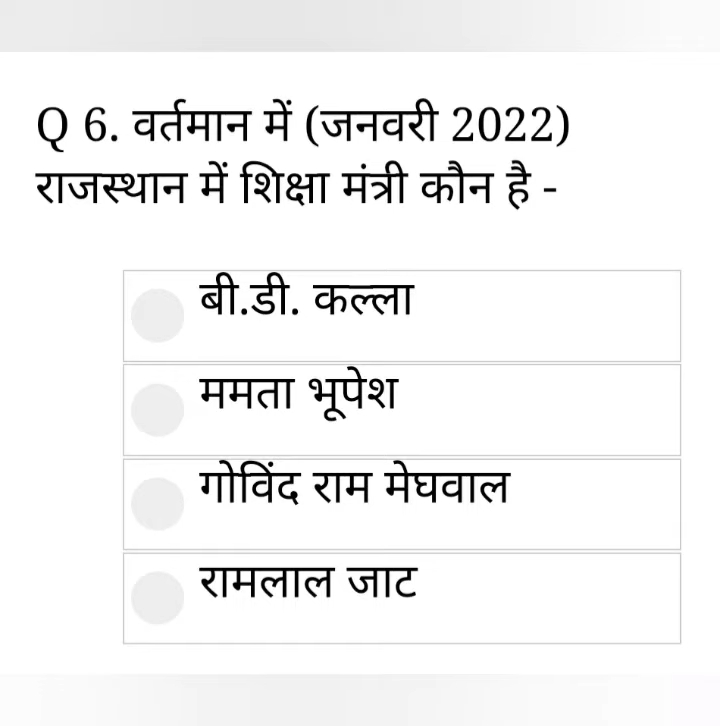 Q 6. वर्तमान में (जनवरी 2022)
राजस्थान में शिक्षा मंत्री कौन है -
बी.डी. कल्ला
ममता भूपेश
गोविंद राम मेघवाल
रामलाल जाट